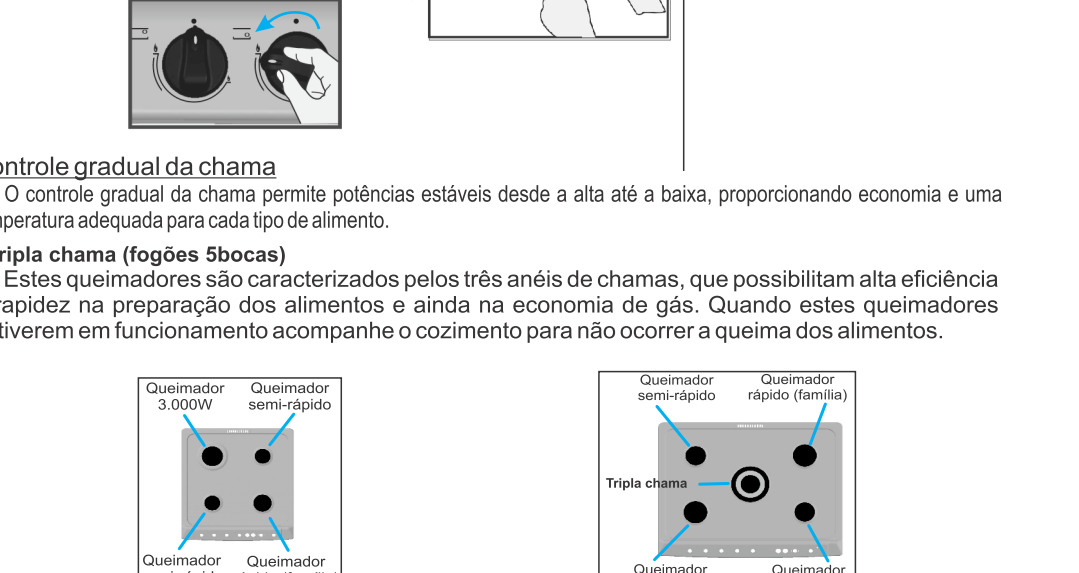 ontrole gradual da chama
O controle gradual da chama permite potências estáveis desde a alta até a baixa, proporcionando economia e uma
peratura adequada para cada tipo de alimento.
ripla chama (fogões 5bocas)
Estes queimadores são caracterizados pelos três anéis de chamas, que possibilitam alta eficiência
rapidez na preparação dos alimentos e ainda na economia de gás. Quando estes queimadores
tiverem em funcionamento acompanhe o cozimento para não ocorrer a queima dos alimentos.
Queimador
3.000W
Queimador
semi-rápido
Queimador
Queimador
Queimador
semi-rápido
Queimador
rápido (família)
Tripla chama
Queimador
Queimador